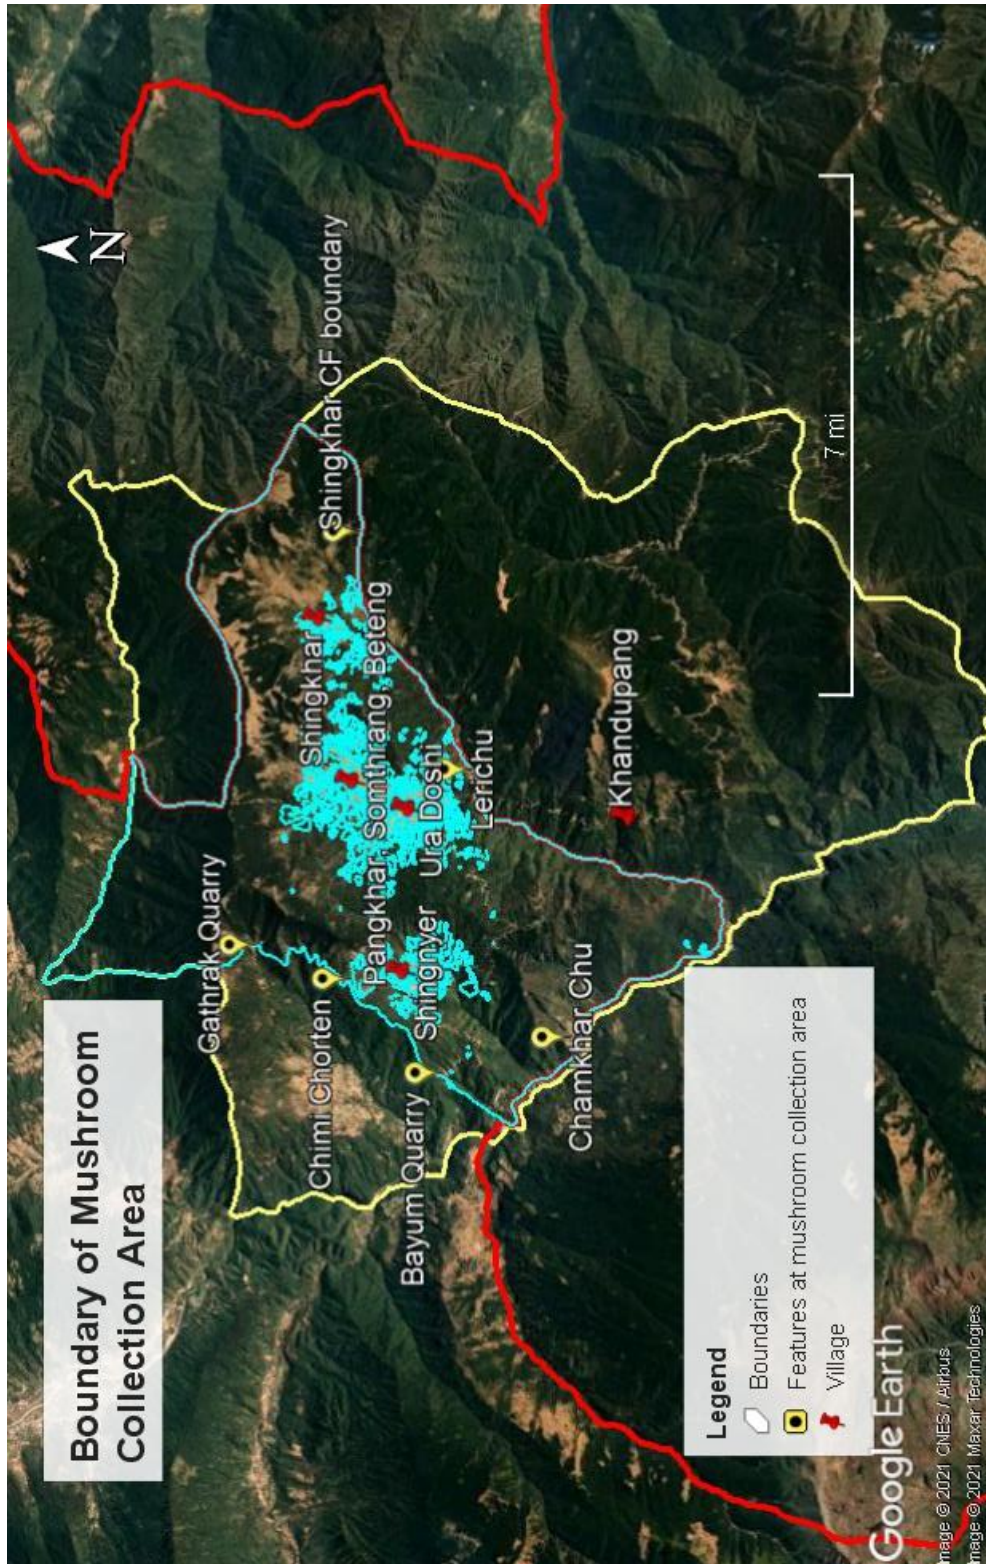 Boundary of Mushroom
Collection Area
N
Gathrak Quarry
Chimi Chorten
Bayum Quarry
Shingkhar CF boundary
Shingkhar
Pangkhar, Somthrang, Beteng
Ura Doshi
Shingnyer
Lerichu
Chamkhar Chu
Khandupang
Legend
Boundaries
Features at mushroom collection area
Village
7 mi
Google Earth
mage © 2021 CNES / Airbus
mage © 2021 Maxar Technologies